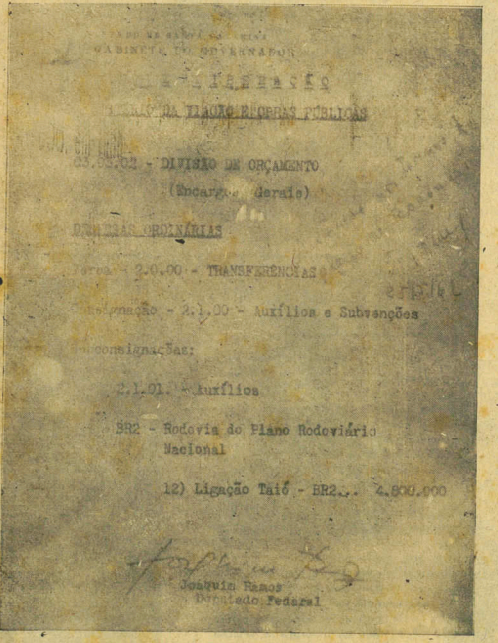 GABINETE DO GOVERNADOR
DA VIAÇÃO E OBRAS PÚBLICAS
02 - DIVISÃO DE ORÇAMENTO
(Encargos Gerais)
DESPESAS ORDINÁRIAS
2.0.00 - TRANSFERÊNCIAS
Consignação - 2.1.00 - Auxílios e Subvenções
Subconsignações:
2.1.01. - Auxílios
BR2 - Rodovia do Plano Rodoviário
Nacional
12) Ligação Taió - BR2... 4.800.000
Joaquim Ramos
Deputado Federal